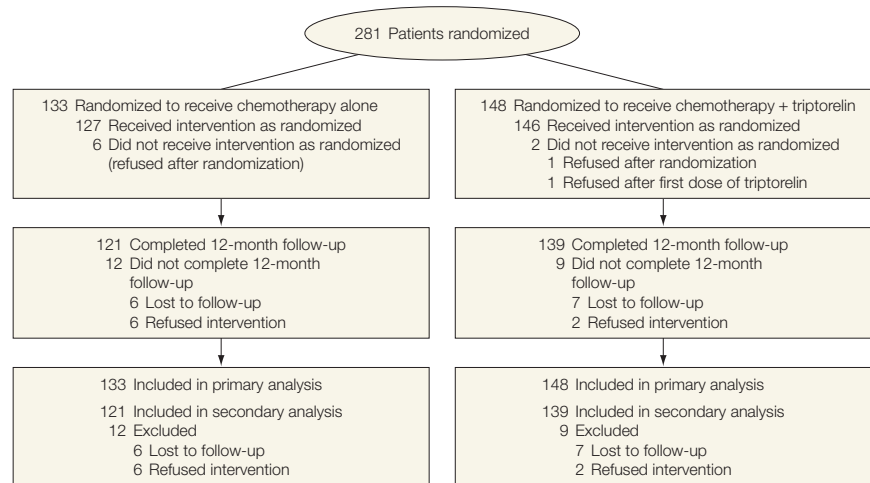 281 Patients randomized
133 Randomized to receive chemotherapy alone
127 Received intervention as randomized
6 Did not receive intervention as randomized
(refused after randomization)
148 Randomized to receive chemotherapy + triptorelin
146 Received intervention as randomized
2 Did not receive intervention as randomized
1 Refused after randomization
1 Refused after first dose of triptorelin
121 Completed 12-month follow-up
12 Did not complete 12-month
follow-up
6 Lost to follow-up
6 Refused intervention
139 Completed 12-month follow-up
9 Did not complete 12-month
follow-up
7 Lost to follow-up
2 Refused intervention
133 Included in primary analysis
121 Included in secondary analysis
12 Excluded
6 Lost to follow-up
6 Refused intervention
148 Included in primary analysis
139 Included in secondary analysis
9 Excluded
7 Lost to follow-up
2 Refused intervention